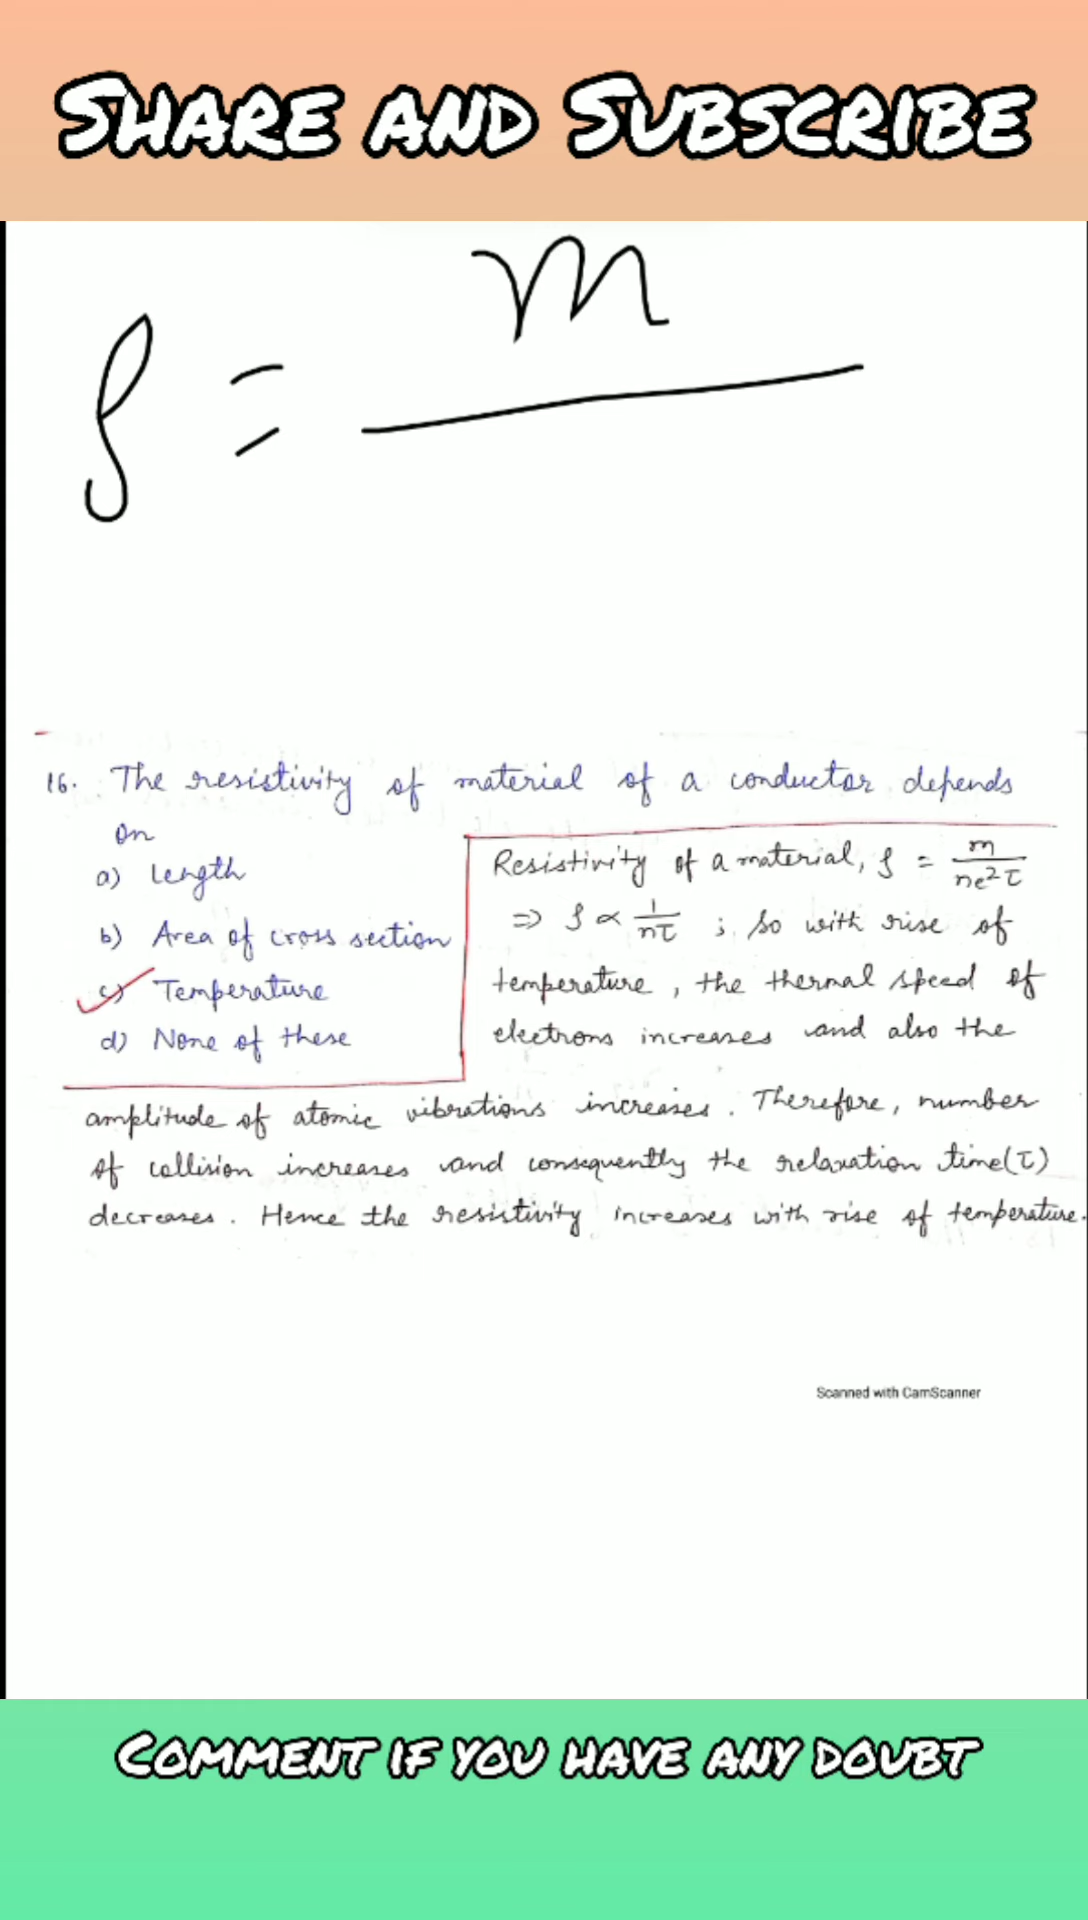 SHARE AND SUBSCRIBE
ρ = m
16. The resistivity of material of a conductor depends
on
a) Length
b) Area of cross section
c) Temperature
d) None of these
Resistivity of a material, ρ = m/ne²τ
⇒ ρ ∝ 1/nτ ; So with rise of
temperature, the thermal speed of
electrons increases and also the
amplitude of atomic vibrations increases. Therefore, number
of collision increases and consequently the relaxation time(τ)
decreases. Hence the resistivity increases with rise of temperature.
Scanned with CamScanner
COMMENT IF YOU HAVE ANY DOUBT